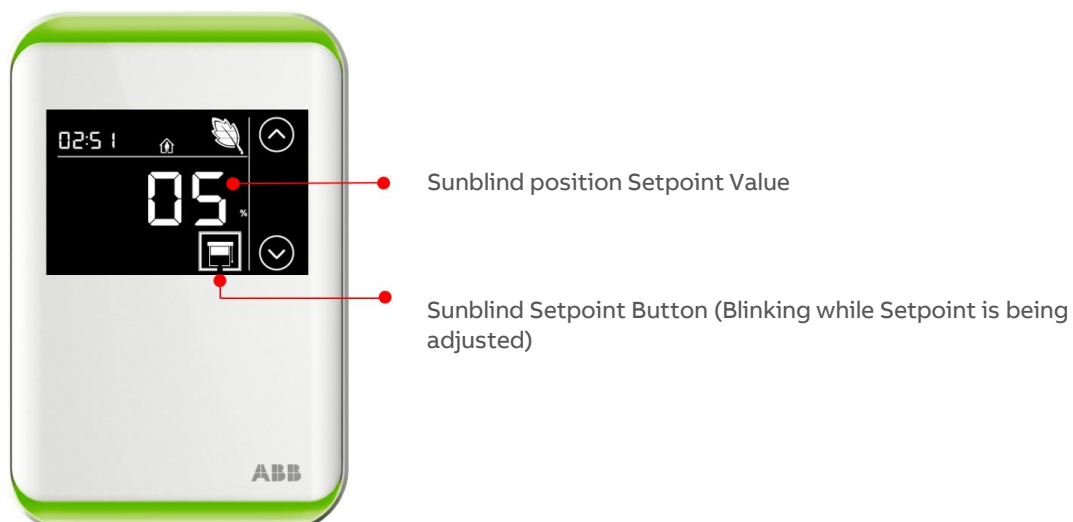 02:51
05
%
Sunblind position Setpoint Value
Sunblind Setpoint Button (Blinking while Setpoint is being
adjusted)
ABB